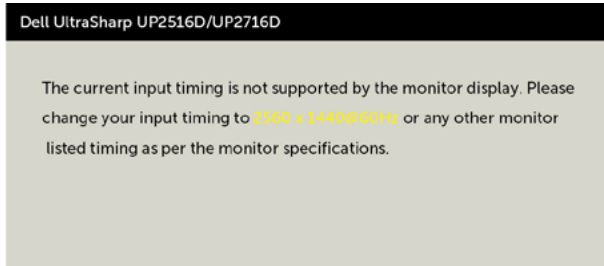 Dell UltraSharp UP2516D/UP2716D
The current input timing is not supported by the monitor display. Please
change your input timing to 2560 x 1440@60Hz or any other monitor
listed timing as per the monitor specifications.